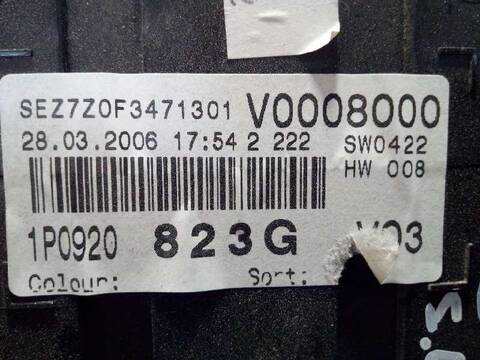 SEZ7Z0F3471301 V0008000
28.03.2006 17:54 2 222 SW0422
HW 008
1P0920 823G V03
Colour: Sort: